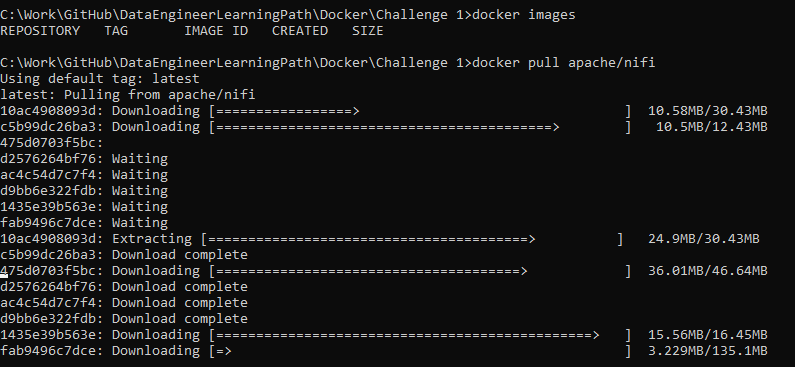 C:\Work\GitHub\DataEngineerLearningPath\Docker\Challenge 1>docker images
REPOSITORY   TAG       IMAGE ID   CREATED   SIZE
C:\Work\GitHub\DataEngineerLearningPath\Docker\Challenge 1>docker pull apache/nifi
Using default tag: latest
latest: Pulling from apache/nifi
10ac4908093d: Downloading [=================>                                 ]  10.58MB/30.43MB
c5b99dc26ba3: Downloading [==========================================>        ]   10.5MB/12.43MB
475d0703f5bc:
d2576264bf76: Waiting
ac4c54d7c7f4: Waiting
d9bb6e322fdb: Waiting
1435e39b563e: Waiting
fab9496c7dce: Waiting
10ac4908093d: Extracting [========================================>          ]   24.9MB/30.43MB
c5b99dc26ba3: Download complete
475d0703f5bc: Downloading [======================================>            ]  36.01MB/46.64MB
d2576264bf76: Download complete
ac4c54d7c7f4: Download complete
d9bb6e322fdb: Download complete
1435e39b563e: Downloading [===============================================>   ]  15.56MB/16.45MB
fab9496c7dce: Downloading [=>                                                 ]  3.229MB/135.1MB